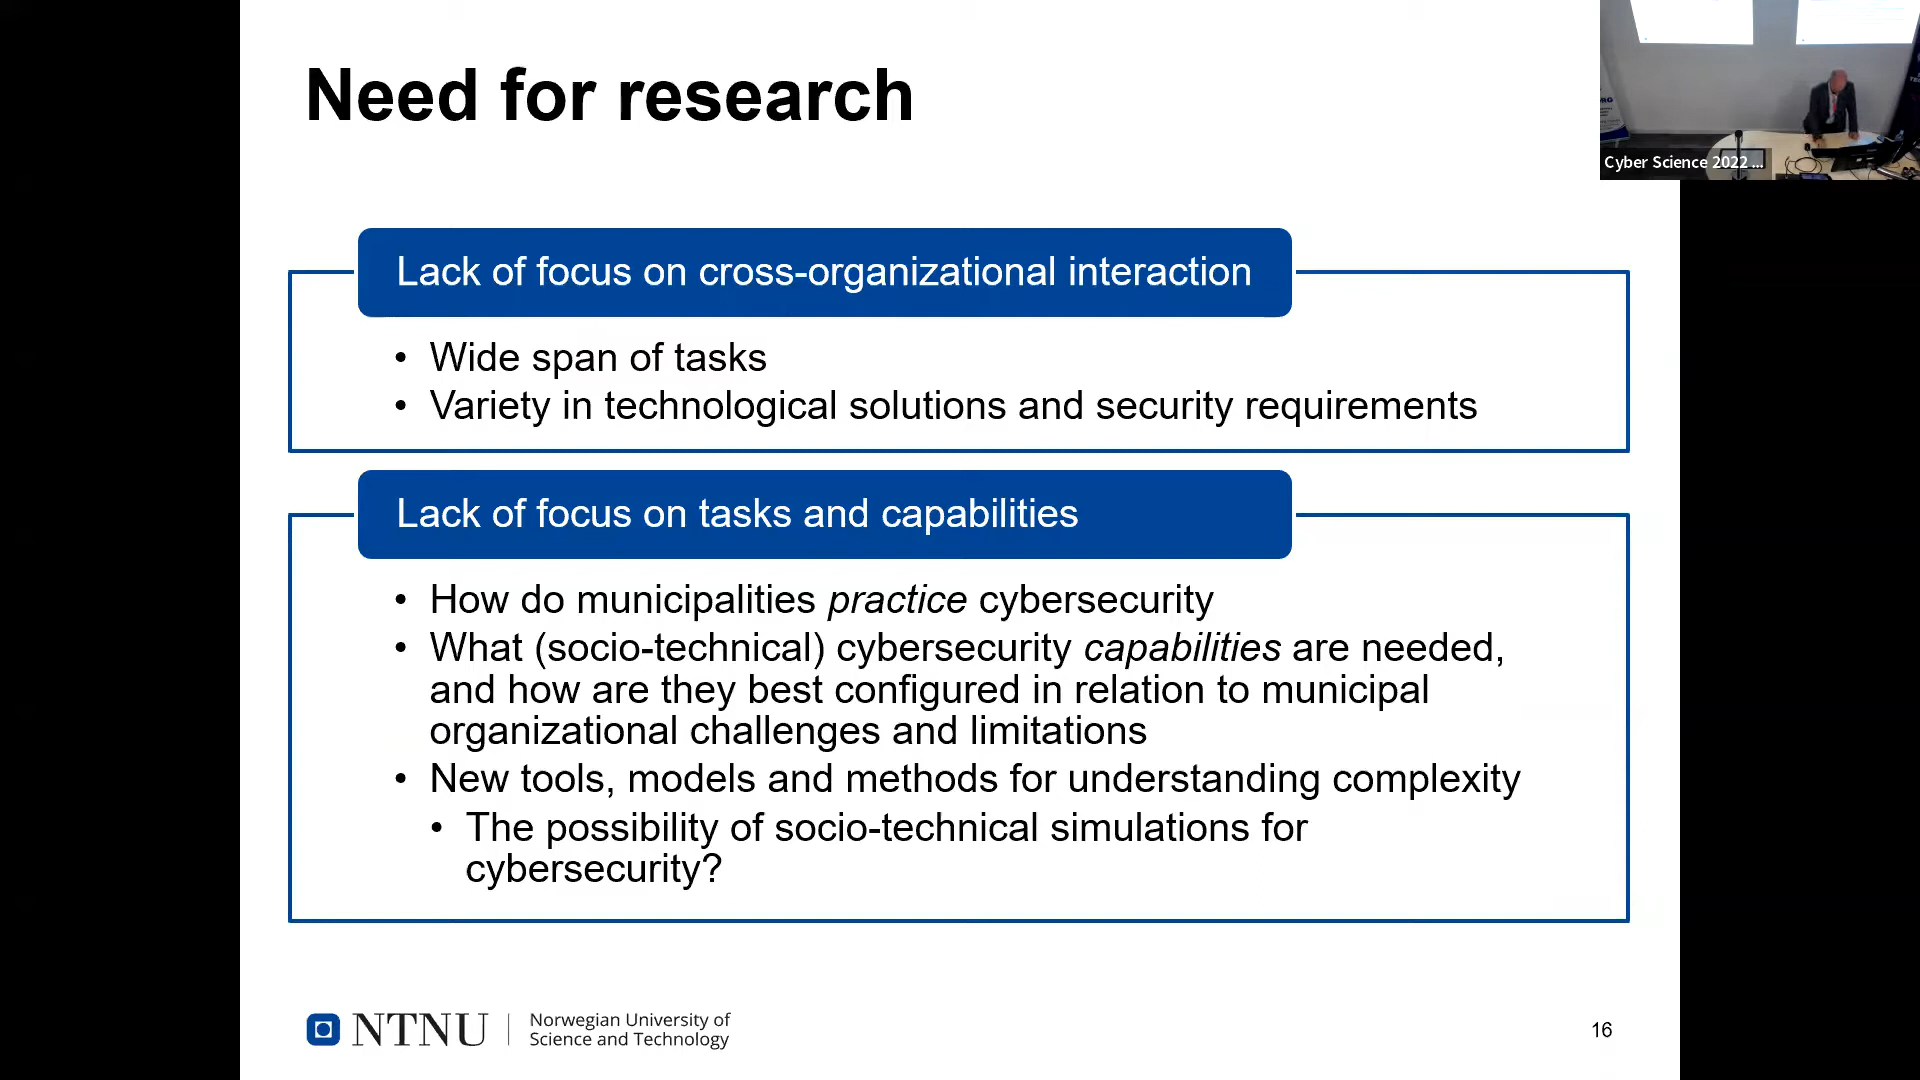 Need for research
Cyber Science 2022 ...
Lack of focus on cross-organizational interaction
• Wide span of tasks
• Variety in technological solutions and security requirements
Lack of focus on tasks and capabilities
• How do municipalities practice cybersecurity
• What (socio-technical) cybersecurity capabilities are needed,
and how are they best configured in relation to municipal
organizational challenges and limitations
• New tools, models and methods for understanding complexity
• The possibility of socio-technical simulations for
cybersecurity?
NTNU
Norwegian University of
Science and Technology
16